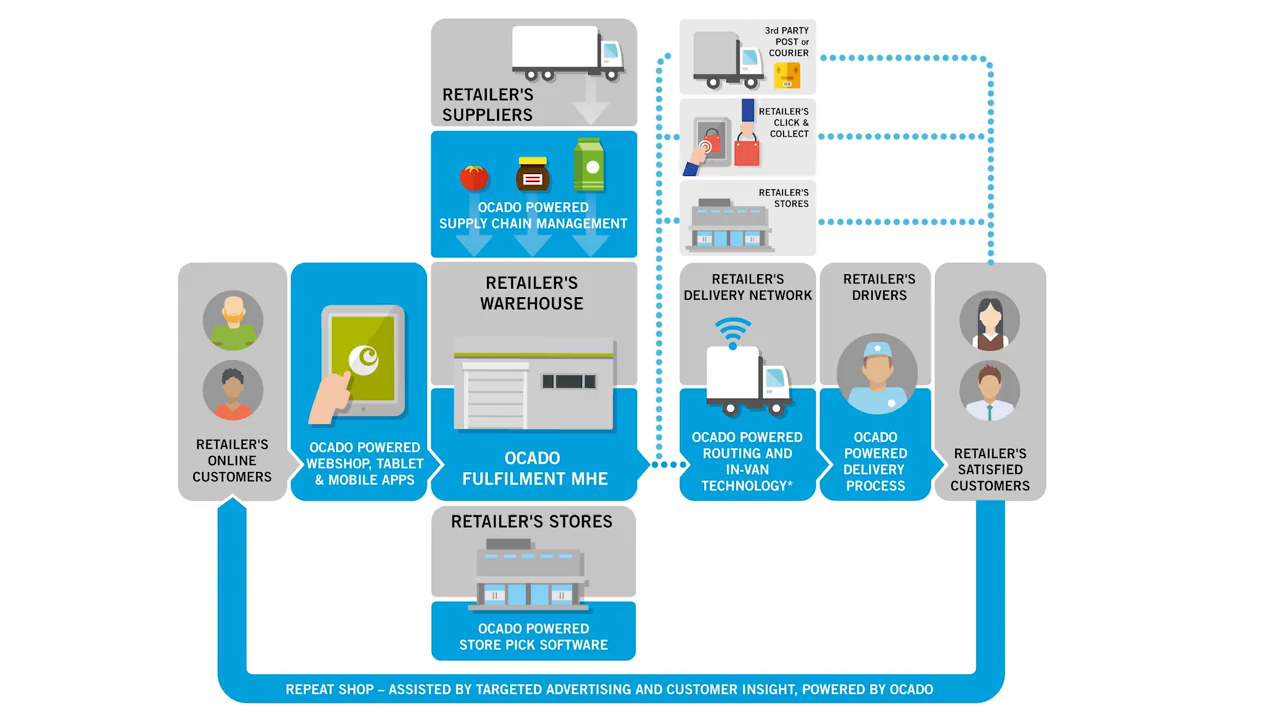 RETAILER'S
SUPPLIERS
OCADO POWERED
SUPPLY CHAIN MANAGEMENT
3rd PARTY
POST or
COURIER
RETAILER'S
CLICK &
COLLECT
RETAILER'S
STORES
RETAILER'S
ONLINE
CUSTOMERS
OCADO POWERED
WEBSHOP, TABLET
& MOBILE APPS
RETAILER'S
WAREHOUSE
OCADO
FULFILMENT MHE
RETAILER'S
DELIVERY NETWORK
OCADO POWERED
ROUTING AND
IN-VAN
TECHNOLOGY*
RETAILER'S
DRIVERS
OCADO
POWERED
DELIVERY
PROCESS
RETAILER'S
SATISFIED
CUSTOMERS
RETAILER'S STORES
OCADO POWERED
STORE PICK SOFTWARE
REPEAT SHOP – ASSISTED BY TARGETED ADVERTISING AND CUSTOMER INSIGHT, POWERED BY OCADO